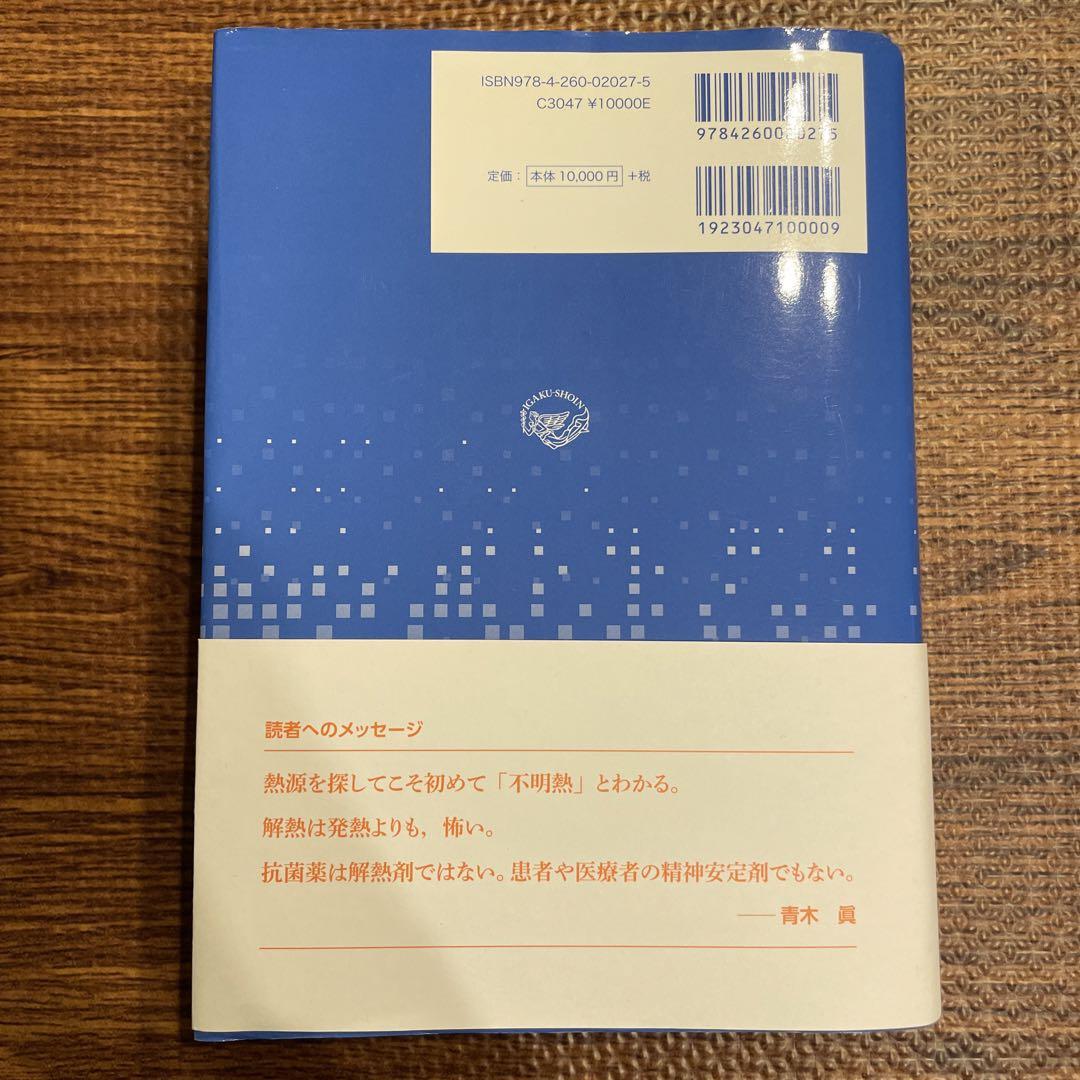 ISBN978-4-260-02027-5
C3047 ¥10000E
定価： 本体 10,000 円 +税
1923047100009
IGAKU-SHOIN
読者へのメッセージ
熱源を探してこそ初めて「不明熱」とわかる。
解熱は発熱よりも，怖い。
抗菌薬は解熱剤ではない。患者や医療者の精神安定剤でもない。
── 青木 眞